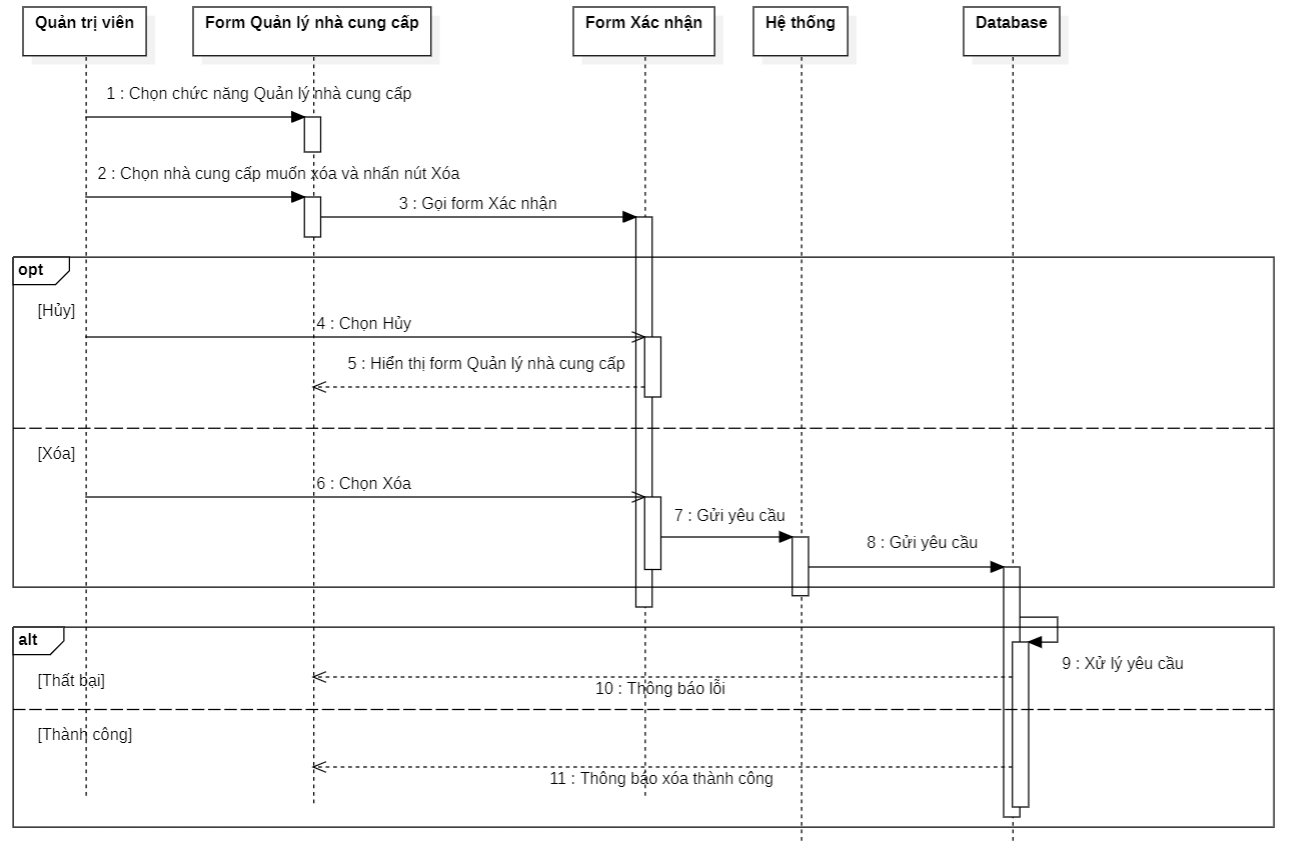 Quản trị viên
Form Quản lý nhà cung cấp
Form Xác nhận
Hệ thống
Database
1 : Chọn chức năng Quản lý nhà cung cấp
2 : Chọn nhà cung cấp muốn xóa và nhấn nút Xóa
3 : Gọi form Xác nhận
opt
[Hủy]
4 : Chọn Hủy
5 : Hiển thị form Quản lý nhà cung cấp
[Xóa]
6 : Chọn Xóa
7 : Gửi yêu cầu
8 : Gửi yêu cầu
alt
9 : Xử lý yêu cầu
[Thất bại]
10 : Thông báo lỗi
[Thành công]
11 : Thông báo xóa thành công